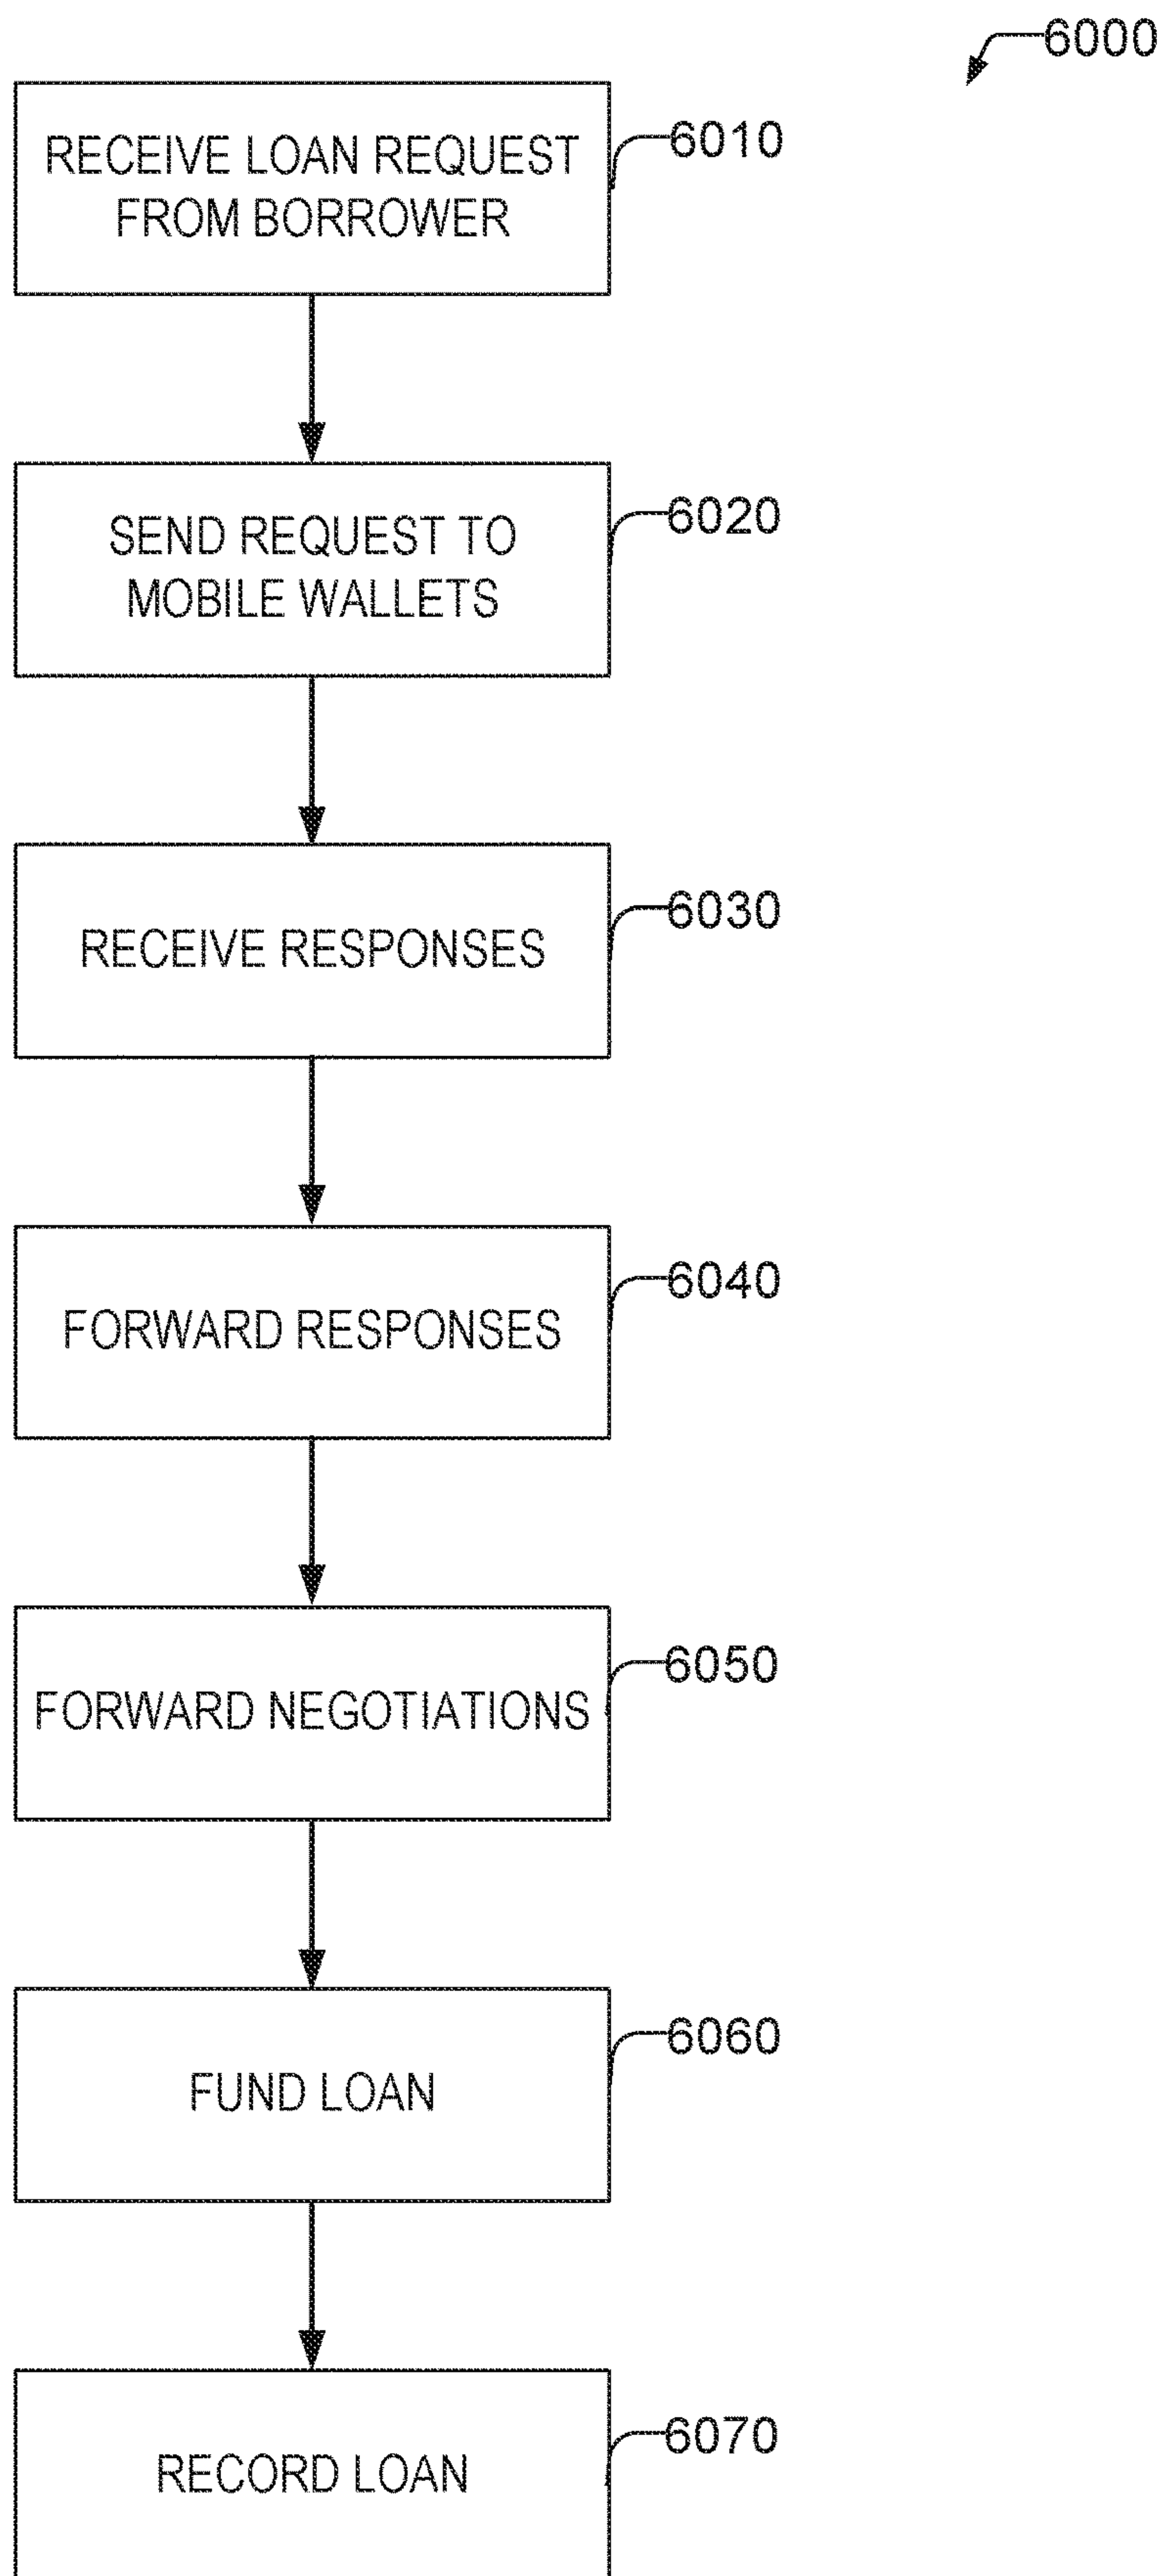 6000
RECEIVE LOAN REQUEST
FROM BORROWER
6010
SEND REQUEST TO
MOBILE WALLETS
6020
RECEIVE RESPONSES
6030
FORWARD RESPONSES
6040
FORWARD NEGOTIATIONS
6050
FUND LOAN
6060
RECORD LOAN
6070